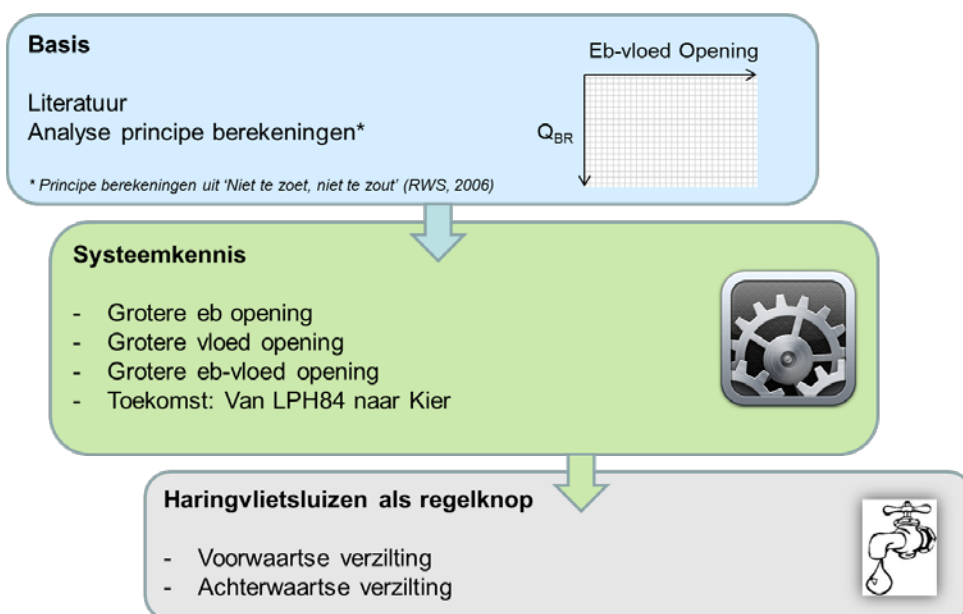 Basis
Eb-vloed Opening
Literatuur
Analyse principe berekeningen*
Q_BR
* Principe berekeningen uit 'Niet te zoet, niet te zout' (RWS, 2006)
Systeemkennis
- Grotere eb opening
- Grotere vloed opening
- Grotere eb-vloed opening
- Toekomst: Van LPH84 naar Kier
Haringvlietsluizen als regelknop
- Voorwaartse verzilting
- Achterwaartse verzilting